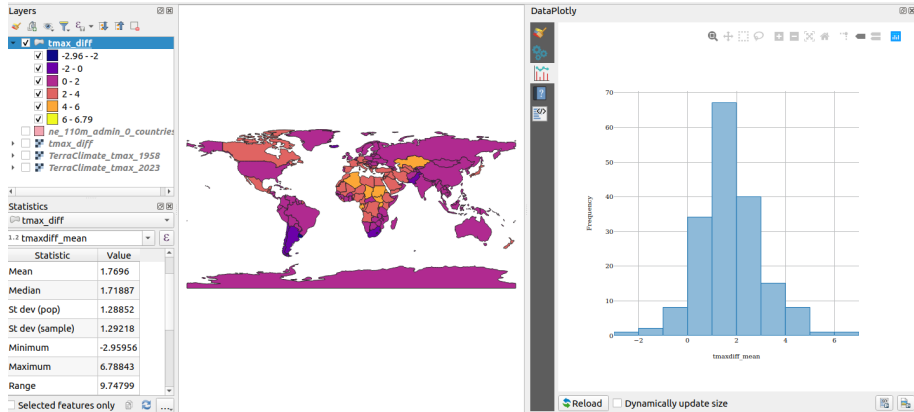 Layers
tmax_diff
-2.96 - -2
-2 - 0
0 - 2
2 - 4
4 - 6
6 - 6.79
ne_110m_admin_0_countries
tmax_diff
TerraClimate_tmax_1958
TerraClimate_tmax_2023
Statistics
tmax_diff
1.2 tmaxdiff_mean ε
Statistic Value
Mean 1.7696
Median 1.71887
St dev (pop) 1.28852
St dev (sample) 1.29218
Minimum -2.95956
Maximum 6.78843
Range 9.74799
Selected features only ...
DataPlotly
70
60
50
40
30
20
10
0
Frequency
−2 0 2 4 6
tmaxdiff_mean
Reload Dynamically update size